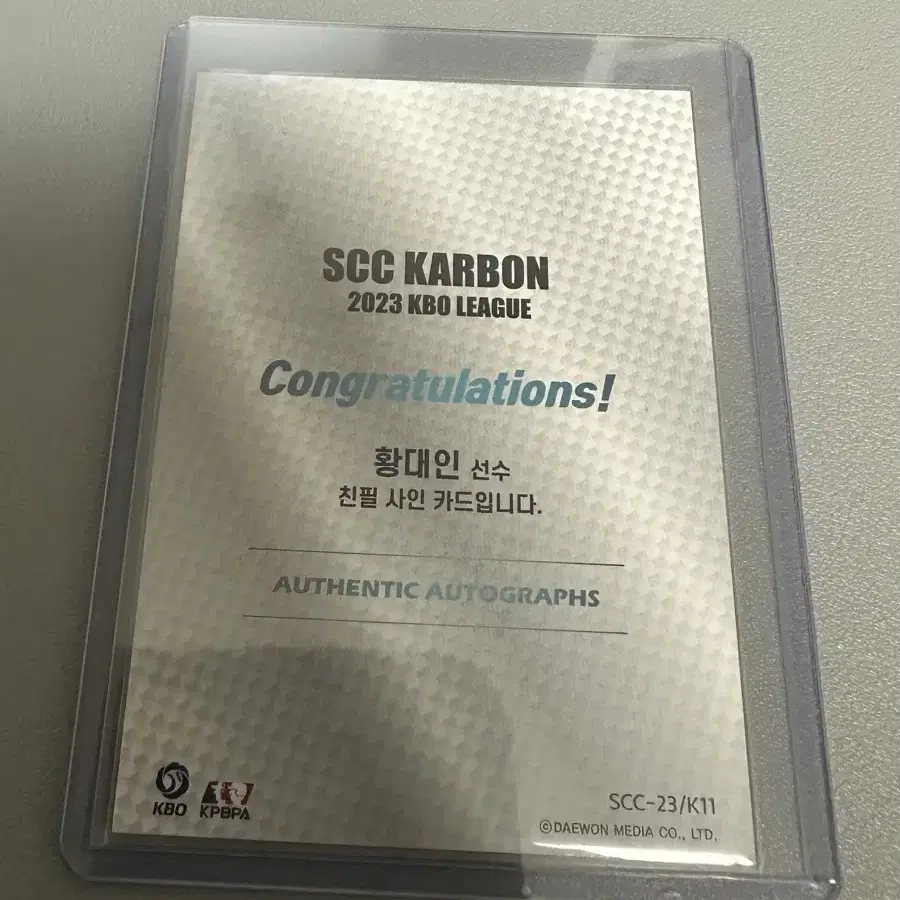 SCC KARBON
2023 KBO LEAGUE
Congratulations!
황대인 선수
친필 사인 카드입니다.
AUTHENTIC AUTOGRAPHS
KBO
KPBPA
SCC-23/K11
©DAEWON MEDIA CO., LTD.